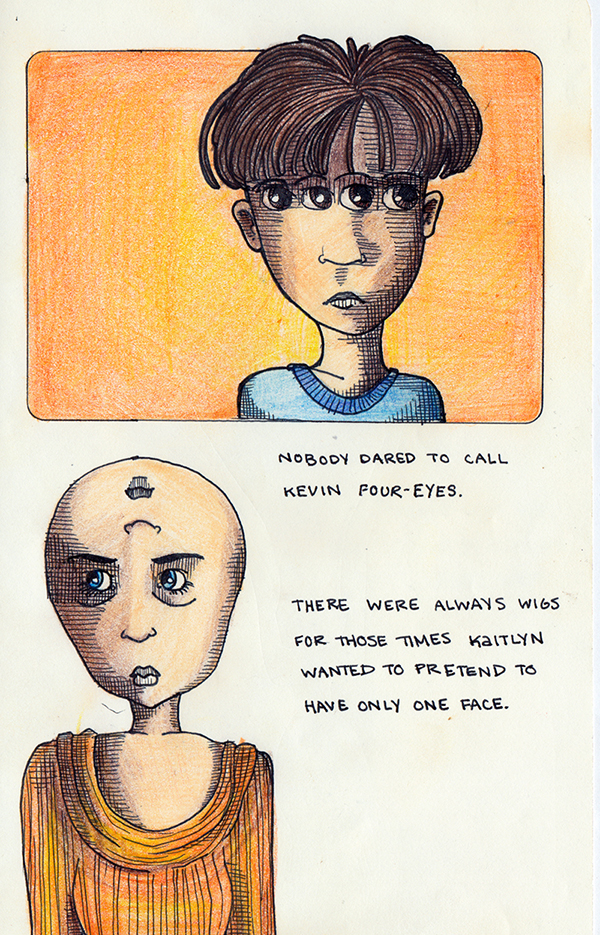 NOBODY DARED TO CALL
KEVIN FOUR-EYES.
THERE WERE ALWAYS WIGS
FOR THOSE TIMES KAITLYN
WANTED TO PRETEND TO
HAVE ONLY ONE FACE.